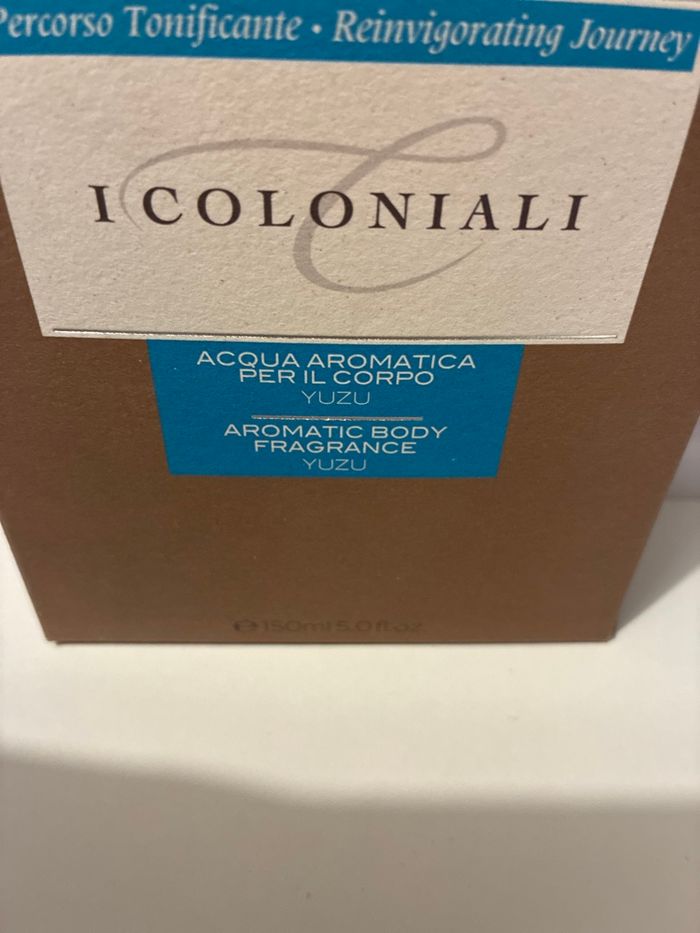 Percorso Tonificante • Reinvigorating Journey
I COLONIALI
ACQUA AROMATICA
PER IL CORPO
YUZU
AROMATIC BODY
FRAGRANCE
YUZU
℮150ml 5.0 fl.oz.